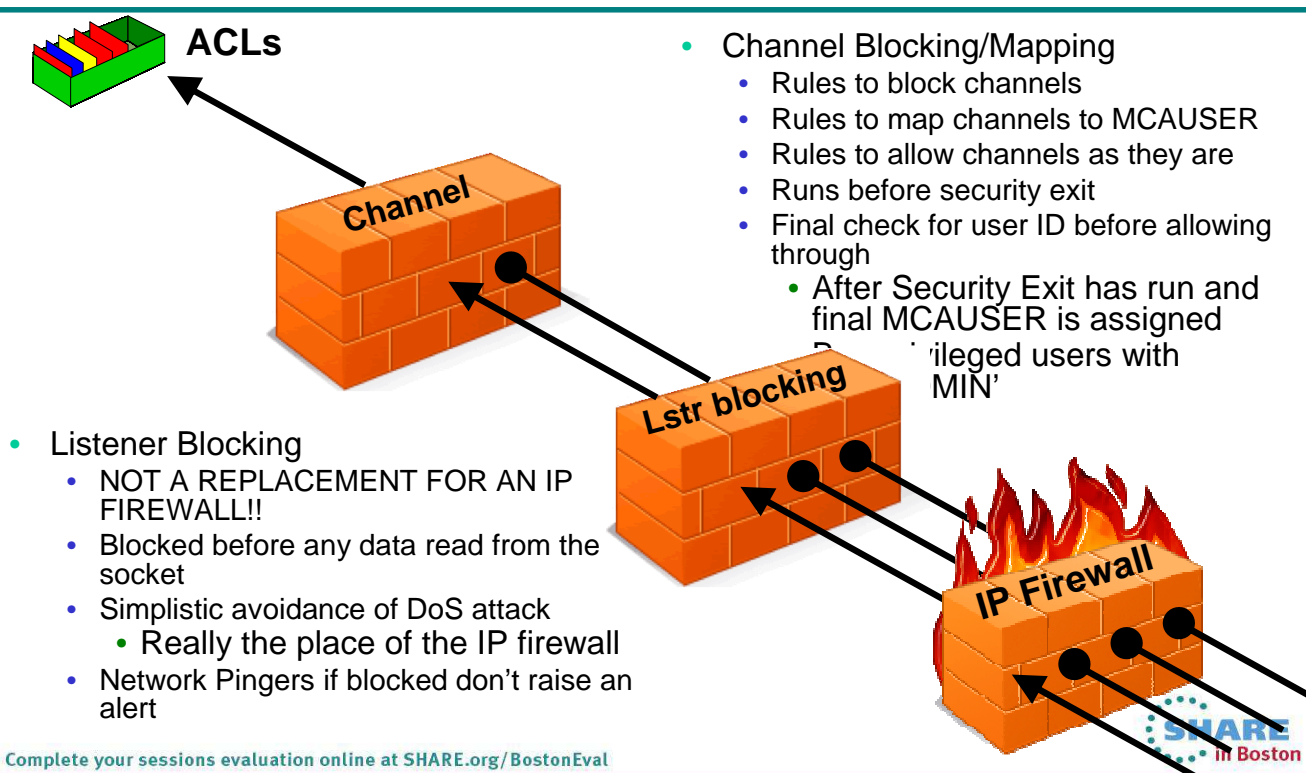 ACLs
Channel
Lstr blocking
IP Firewall
• Channel Blocking/Mapping
• Rules to block channels
• Rules to map channels to MCAUSER
• Rules to allow channels as they are
• Runs before security exit
• Final check for user ID before allowing
through
• After Security Exit has run and
final MCAUSER is assigned
ileged users with
MIN’
• Listener Blocking
• NOT A REPLACEMENT FOR AN IP
FIREWALL!!
• Blocked before any data read from the
socket
• Simplistic avoidance of DoS attack
• Really the place of the IP firewall
• Network Pingers if blocked don’t raise an
alert
Complete your sessions evaluation online at SHARE.org/BostonEval
SHARE
in Boston